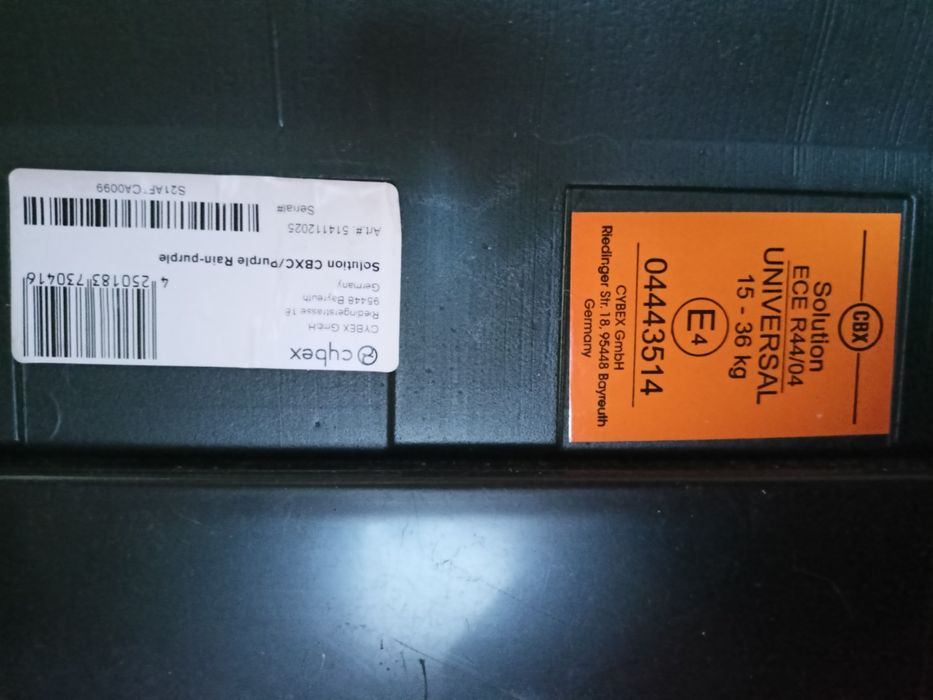 cybex
CYBEX GmbH
Riedingerstrasse 18
95448 Bayreuth
Germany
Solution CBXC/Purple Rain-purple
4 250183 730416
Art.#: 514112025
Serial#
CBX
Solution
ECE R44/04
UNIVERSAL
15 - 36 kg
E4
04443514
CYBEX GmbH
Riedinger Str. 18, 95448 Bayreuth
Germany